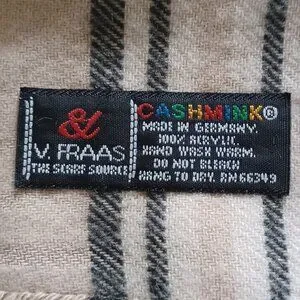 &
V. FRAAS
THE SCARF SOURCE
CASHMINK®
MADE IN GERMANY.
100% ACRYLIC.
HAND WASH WARM.
DO NOT BLEACH
HANG TO DRY. RN 66349